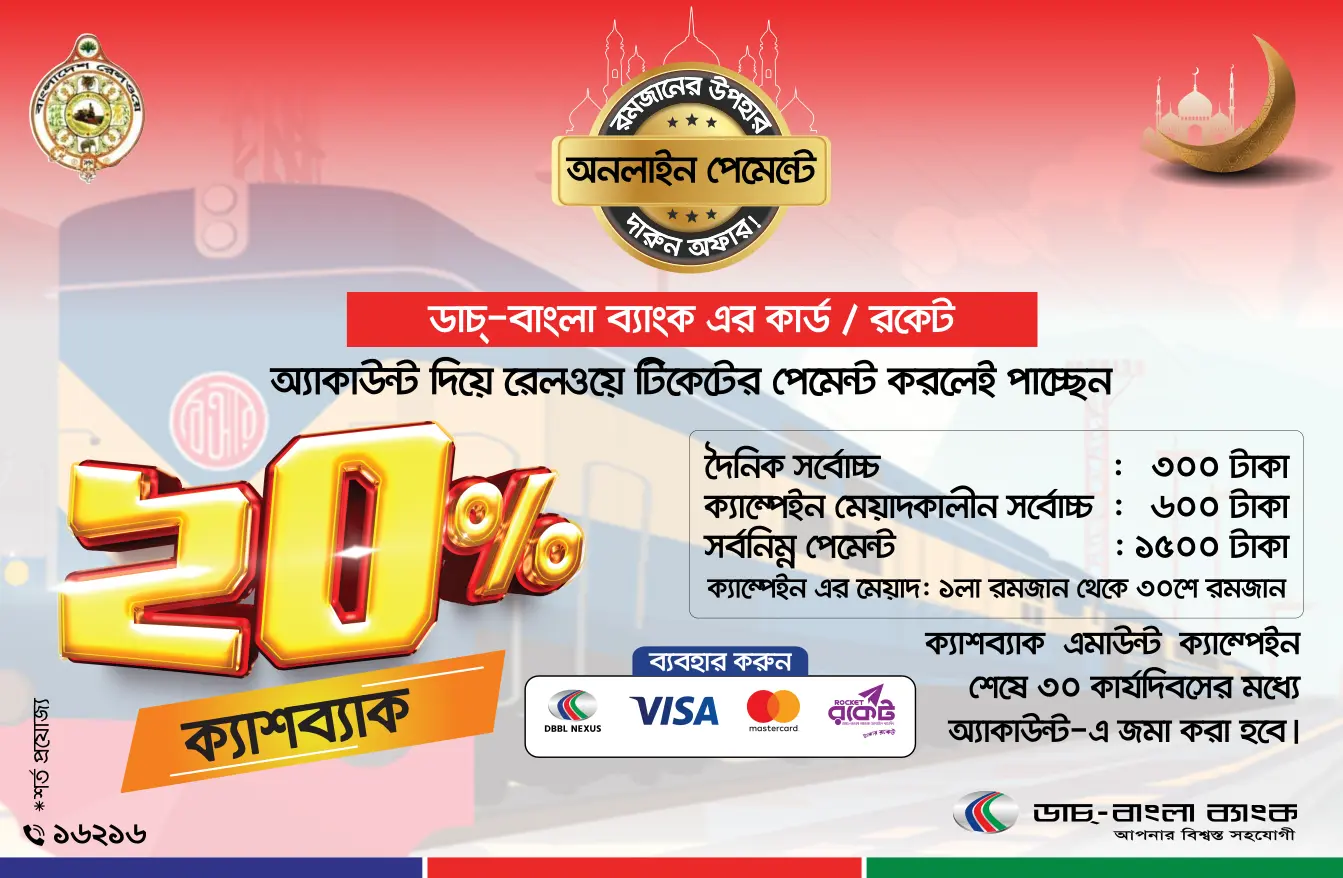 বাংলাদেশ রেলওয়ে
রমজানের উপহার
অনলাইন পেমেন্টে
দারুন অফার!
ডাচ্-বাংলা ব্যাংক এর কার্ড / রকেট
অ্যাকাউন্ট দিয়ে রেলওয়ে টিকেটের পেমেন্ট করলেই পাচ্ছেন
২০%
ক্যাশব্যাক
দৈনিক সর্বোচ্চ : ৩০০ টাকা
ক্যাম্পেইন মেয়াদকালীন সর্বোচ্চ : ৬০০ টাকা
সর্বনিম্ন পেমেন্ট : ১৫০০ টাকা
ক্যাম্পেইন এর মেয়াদ: ১লা রমজান থেকে ৩০শে রমজান
ক্যাশব্যাক এমাউন্ট ক্যাম্পেইন
শেষে ৩০ কার্যদিবসের মধ্যে
অ্যাকাউন্ট-এ জমা করা হবে।
ব্যবহার করুন
DBBL NEXUS
VISA
mastercard
ROCKET
রকেট
*শর্ত প্রযোজ্য
১৬২১৬
ডাচ্-বাংলা ব্যাংক
আপনার বিশ্বস্ত সহযোগী